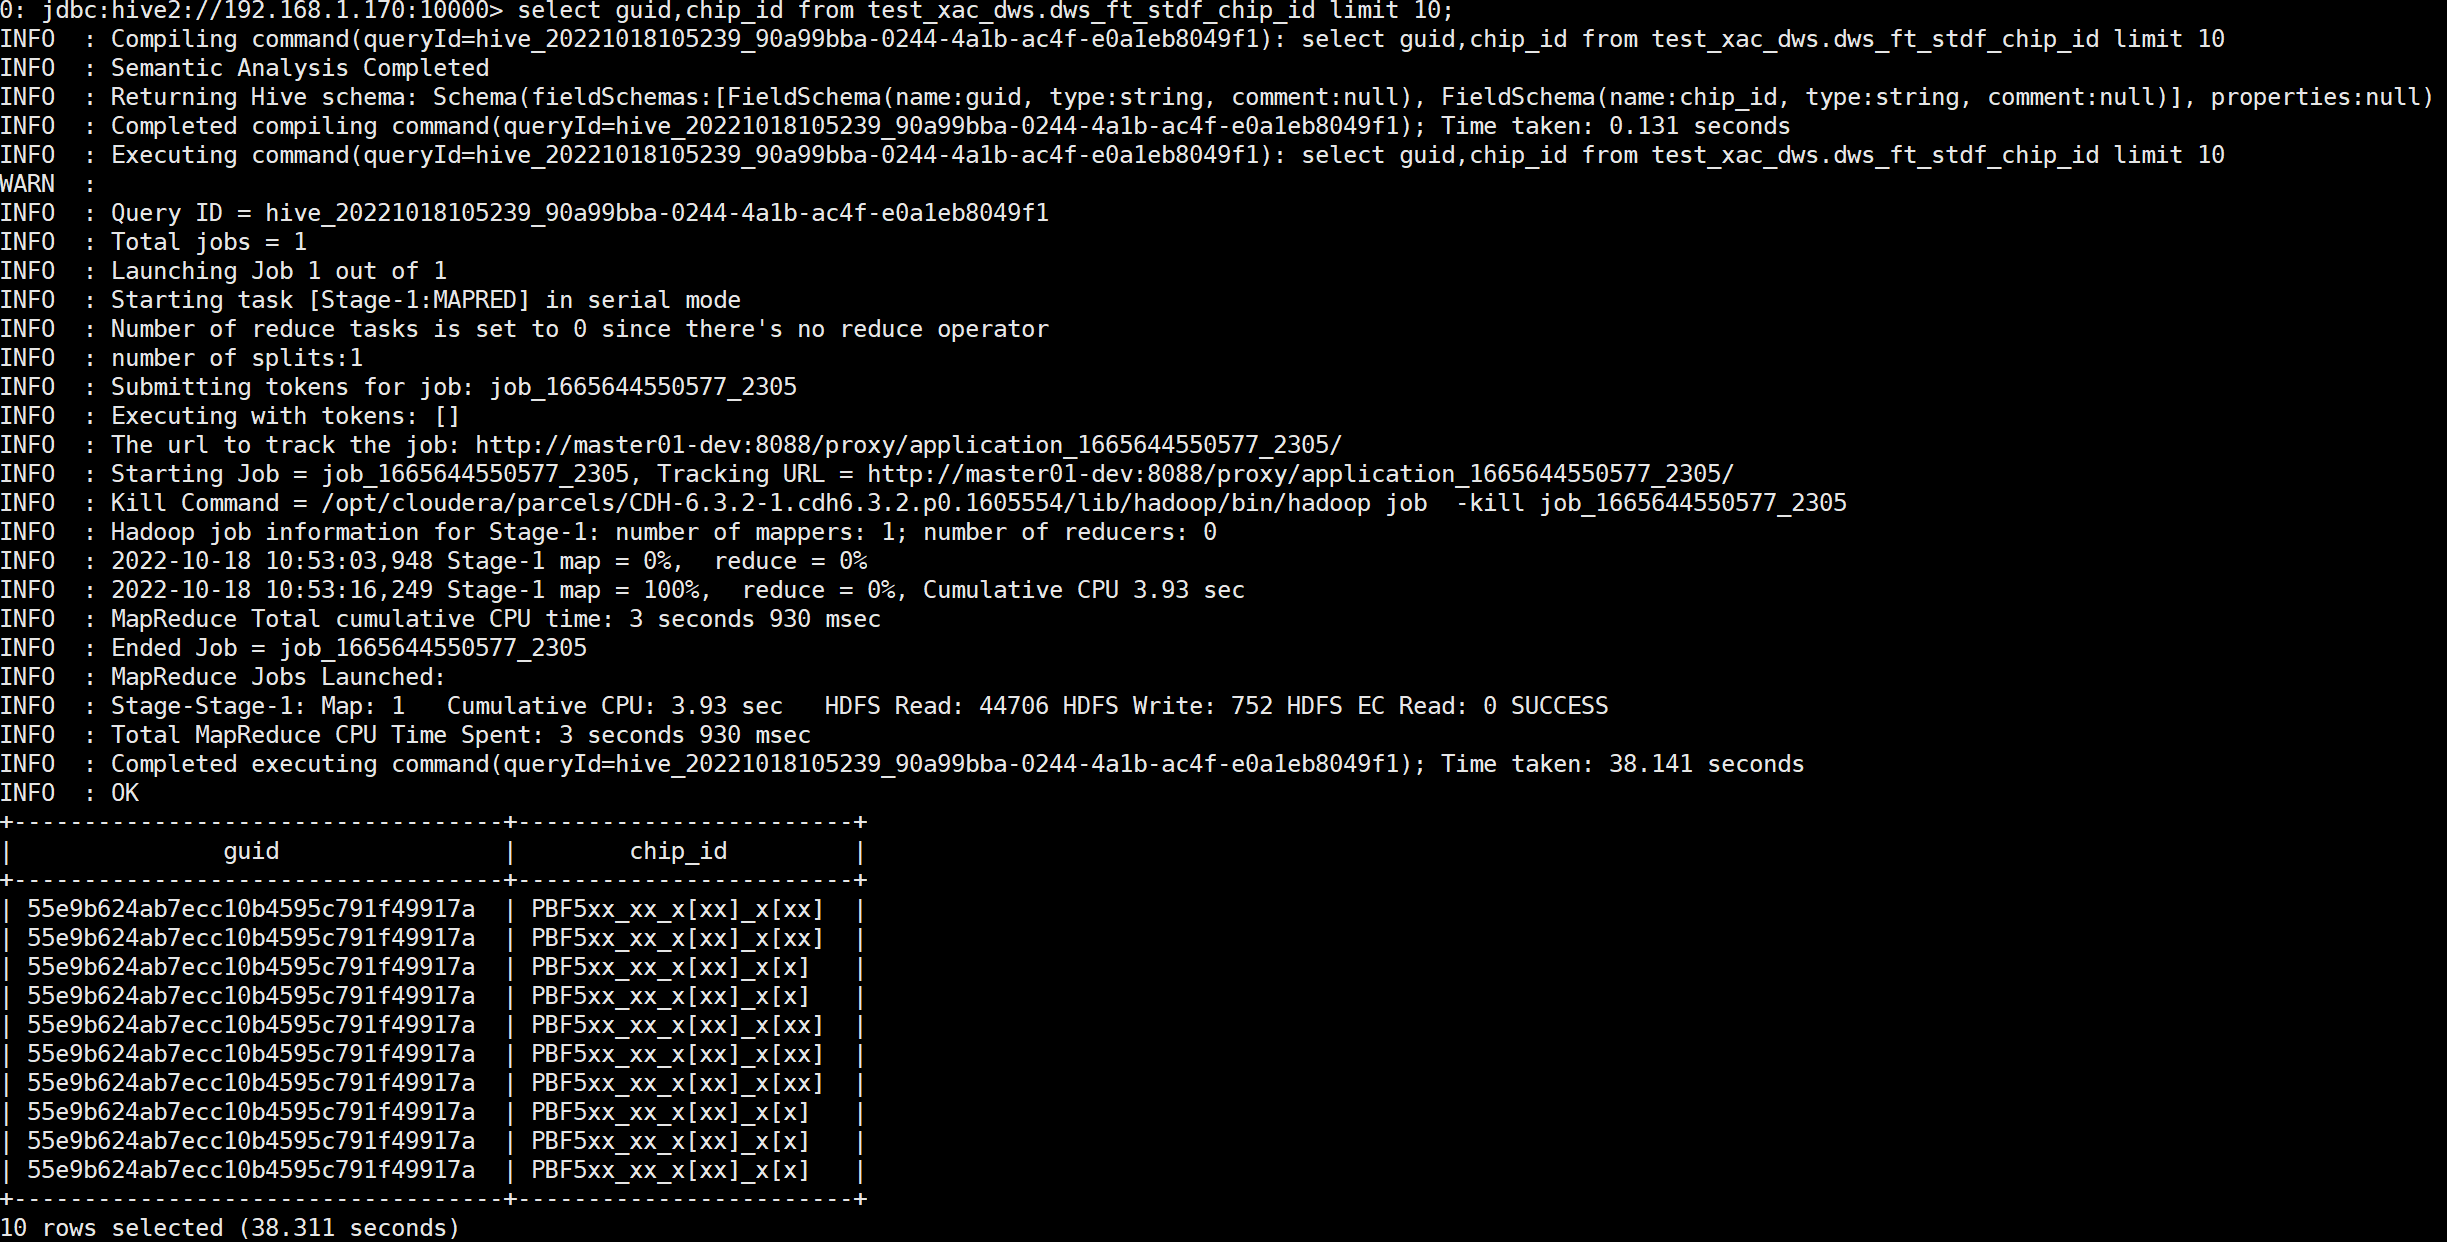 0: jdbc:hive2://192.168.1.170:10000> select guid,chip_id from test_xac_dws.dws_ft_stdf_chip_id limit 10;
INFO  : Compiling command(queryId=hive_20221018105239_90a99bba-0244-4a1b-ac4f-e0a1eb8049f1): select guid,chip_id from test_xac_dws.dws_ft_stdf_chip_id limit 10
INFO  : Semantic Analysis Completed
INFO  : Returning Hive schema: Schema(fieldSchemas:[FieldSchema(name:guid, type:string, comment:null), FieldSchema(name:chip_id, type:string, comment:null)], properties:null)
INFO  : Completed compiling command(queryId=hive_20221018105239_90a99bba-0244-4a1b-ac4f-e0a1eb8049f1); Time taken: 0.131 seconds
INFO  : Executing command(queryId=hive_20221018105239_90a99bba-0244-4a1b-ac4f-e0a1eb8049f1): select guid,chip_id from test_xac_dws.dws_ft_stdf_chip_id limit 10
WARN  :
INFO  : Query ID = hive_20221018105239_90a99bba-0244-4a1b-ac4f-e0a1eb8049f1
INFO  : Total jobs = 1
INFO  : Launching Job 1 out of 1
INFO  : Starting task [Stage-1:MAPRED] in serial mode
INFO  : Number of reduce tasks is set to 0 since there's no reduce operator
INFO  : number of splits:1
INFO  : Submitting tokens for job: job_1665644550577_2305
INFO  : Executing with tokens: []
INFO  : The url to track the job: http://master01-dev:8088/proxy/application_1665644550577_2305/
INFO  : Starting Job = job_1665644550577_2305, Tracking URL = http://master01-dev:8088/proxy/application_1665644550577_2305/
INFO  : Kill Command = /opt/cloudera/parcels/CDH-6.3.2-1.cdh6.3.2.p0.1605554/lib/hadoop/bin/hadoop job  -kill job_1665644550577_2305
INFO  : Hadoop job information for Stage-1: number of mappers: 1; number of reducers: 0
INFO  : 2022-10-18 10:53:03,948 Stage-1 map = 0%,  reduce = 0%
INFO  : 2022-10-18 10:53:16,249 Stage-1 map = 100%,  reduce = 0%, Cumulative CPU 3.93 sec
INFO  : MapReduce Total cumulative CPU time: 3 seconds 930 msec
INFO  : Ended Job = job_1665644550577_2305
INFO  : MapReduce Jobs Launched:
INFO  : Stage-Stage-1: Map: 1   Cumulative CPU: 3.93 sec   HDFS Read: 44706 HDFS Write: 752 HDFS EC Read: 0 SUCCESS
INFO  : Total MapReduce CPU Time Spent: 3 seconds 930 msec
INFO  : Completed executing command(queryId=hive_20221018105239_90a99bba-0244-4a1b-ac4f-e0a1eb8049f1); Time taken: 38.141 seconds
INFO  : OK
+-----------------------------------+------------------------+
|               guid                |        chip_id         |
+-----------------------------------+------------------------+
| 55e9b624ab7ecc10b4595c791f49917a  | PBF5xx_xx_x[xx]_x[xx]  |
| 55e9b624ab7ecc10b4595c791f49917a  | PBF5xx_xx_x[xx]_x[xx]  |
| 55e9b624ab7ecc10b4595c791f49917a  | PBF5xx_xx_x[xx]_x[x]   |
| 55e9b624ab7ecc10b4595c791f49917a  | PBF5xx_xx_x[xx]_x[x]   |
| 55e9b624ab7ecc10b4595c791f49917a  | PBF5xx_xx_x[xx]_x[xx]  |
| 55e9b624ab7ecc10b4595c791f49917a  | PBF5xx_xx_x[xx]_x[xx]  |
| 55e9b624ab7ecc10b4595c791f49917a  | PBF5xx_xx_x[xx]_x[xx]  |
| 55e9b624ab7ecc10b4595c791f49917a  | PBF5xx_xx_x[xx]_x[x]   |
| 55e9b624ab7ecc10b4595c791f49917a  | PBF5xx_xx_x[xx]_x[x]   |
| 55e9b624ab7ecc10b4595c791f49917a  | PBF5xx_xx_x[xx]_x[x]   |
+-----------------------------------+------------------------+
10 rows selected (38.311 seconds)